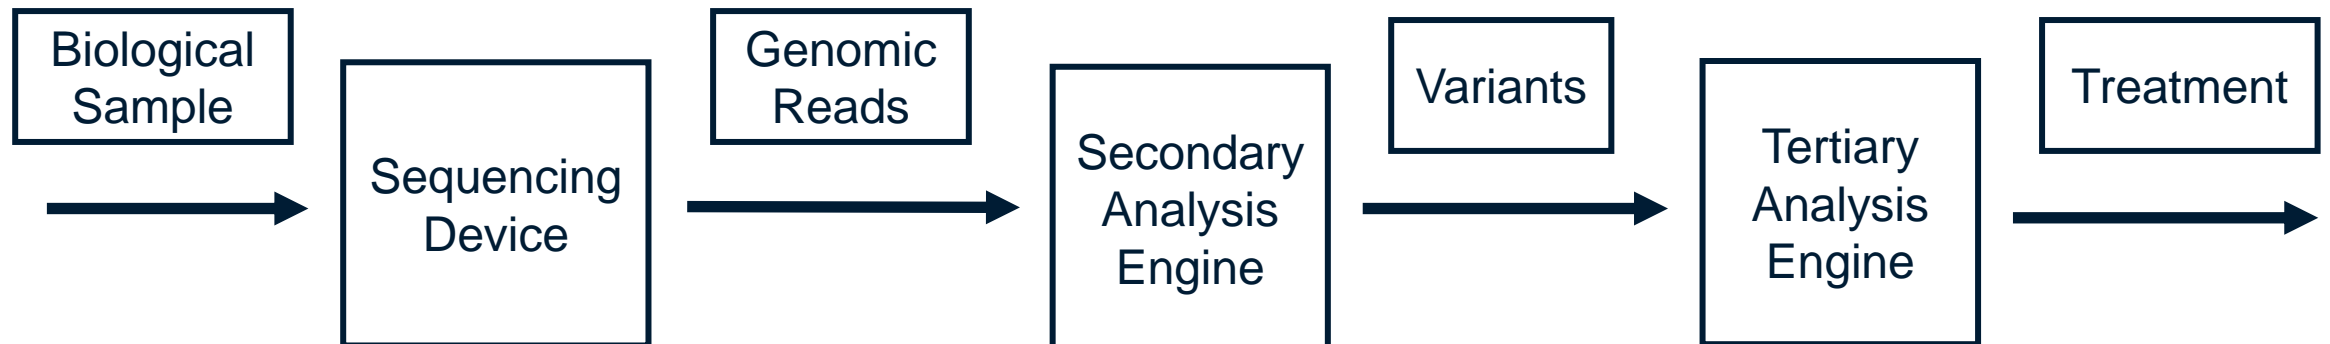 Biological
Sample
Sequencing
Device
Genomic
Reads
Secondary
Analysis
Engine
Variants
Tertiary
Analysis
Engine
Treatment